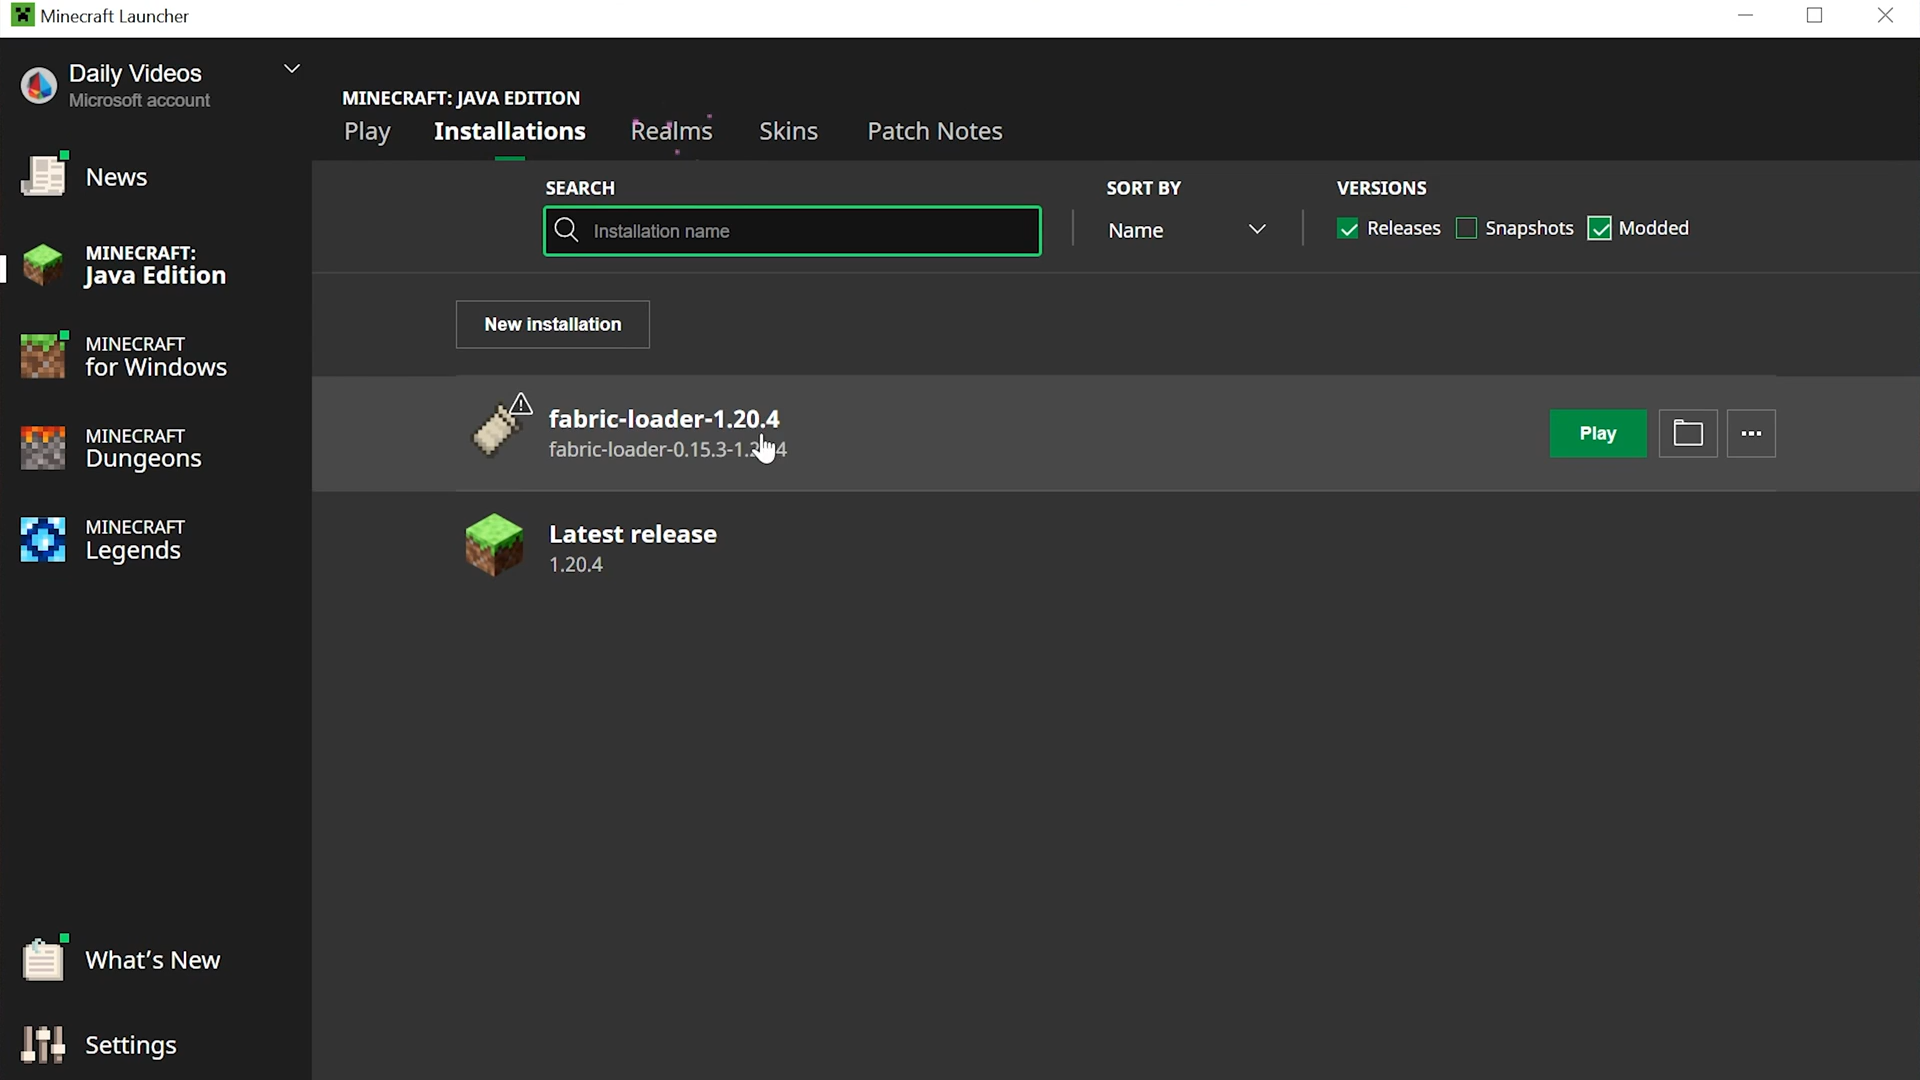 Minecraft Launcher
Daily Videos
Microsoft account
News
MINECRAFT:
Java Edition
MINECRAFT
for Windows
MINECRAFT
Dungeons
MINECRAFT
Legends
What's New
Settings
MINECRAFT: JAVA EDITION
Play Installations Realms Skins Patch Notes
SEARCH SORT BY VERSIONS
Installation name Name Releases Snapshots Modded
New installation
fabric-loader-1.20.4
Play ...
Latest release
1.20.4